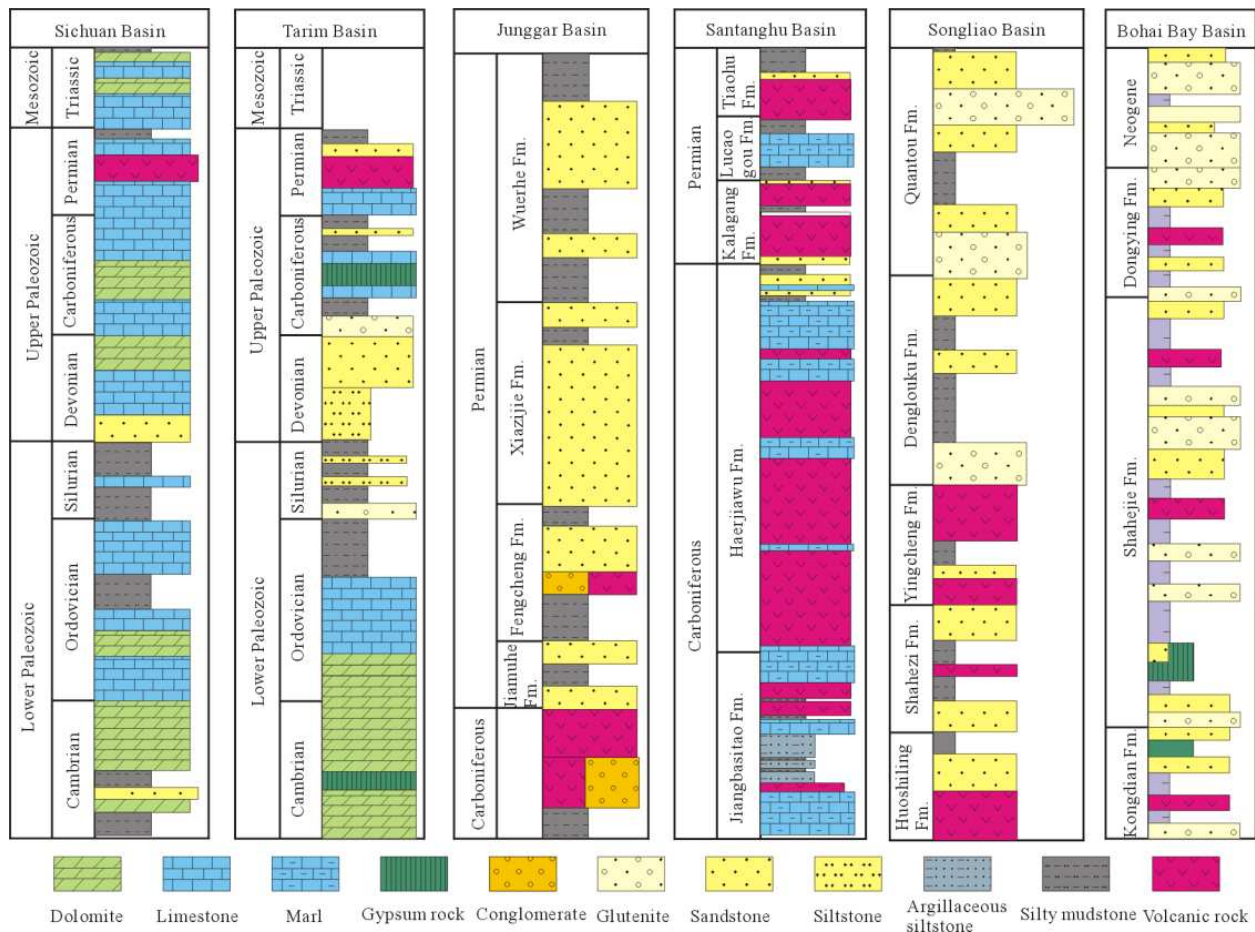 Sichuan Basin
Mesozoic
Triassic
Upper Paleozoic
Permian
Carboniferous
Devonian
Lower Paleozoic
Silurian
Ordovician
Cambrian
Tarim Basin
Mesozoic
Triassic
Upper Paleozoic
Permian
Carboniferous
Devonian
Lower Paleozoic
Silurian
Ordovician
Cambrian
Junggar Basin
Permian
Wuerhe Fm.
Xiazijie Fm.
Fengcheng Fm.
Jiamuhe
Fm.
Carboniferous
Santanghu Basin
Permian
Tiaohu
Fm.
Lucao
gou Fm.
Kalagang
Fm.
Carboniferous
Haerjiawu Fm.
Jiangbasitao Fm.
Songliao Basin
Quantou Fm.
Denglouku Fm.
Yingcheng Fm.
Shahezi Fm.
Huoshiling
Fm.
Bohai Bay Basin
Neogene
Dongying Fm.
Shahejie Fm.
Kongdian Fm.
Dolomite
Limestone
Marl
Gypsum rock
Conglomerate
Glutenite
Sandstone
Siltstone
Argillaceous
siltstone
Silty mudstone
Volcanic rock